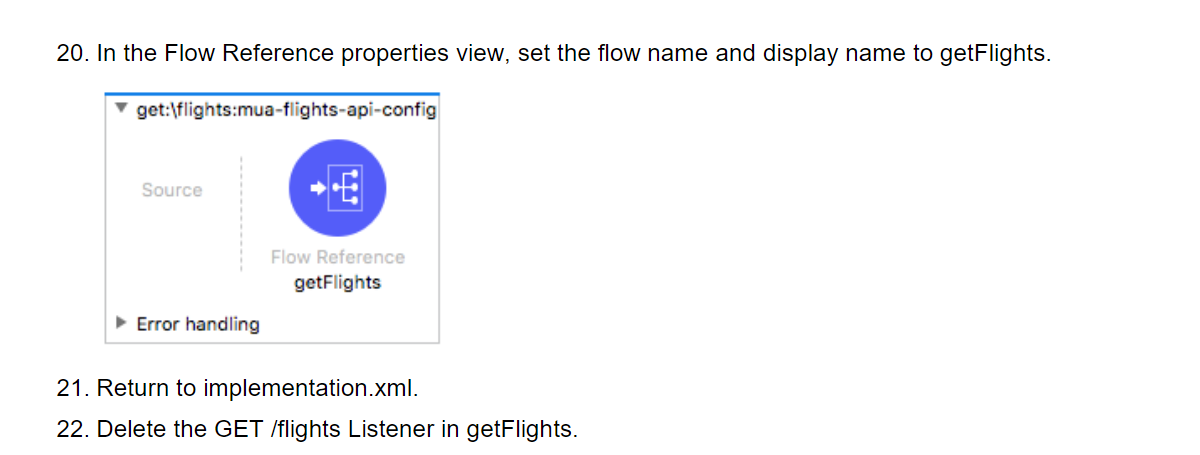 20. In the Flow Reference properties view, set the flow name and display name to getFlights.
get:\flights:mua-flights-api-config
Source
Flow Reference
getFlights
Error handling
21. Return to implementation.xml.
22. Delete the GET /flights Listener in getFlights.